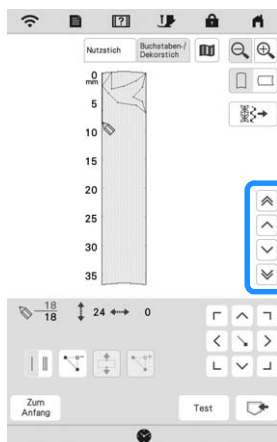 Nutzstich
Buchstaben-/
Dekorstich
0
mm
5
10
15
20
25
30
35
18
18
24
0
Zum
Anfang
Test